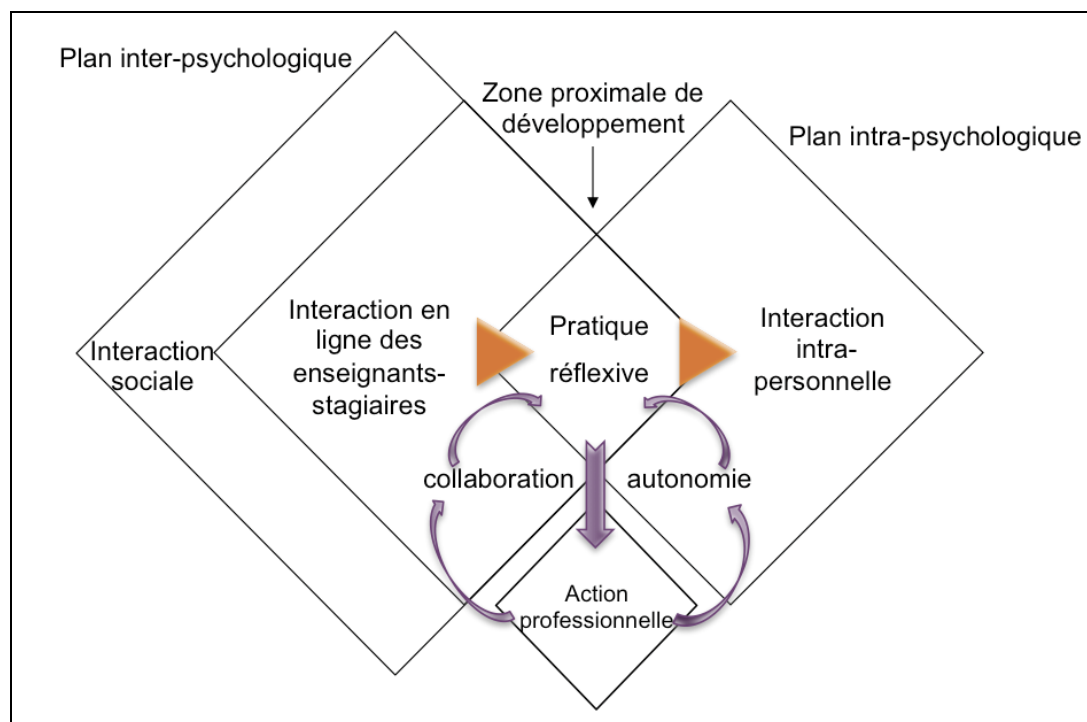 Plan inter-psychologique
Zone proximale de
développement
Plan intra-psychologique
Interaction
sociale
Interaction en
ligne des
enseignants-
stagiaires
Pratique
réflexive
Interaction
intra-
personnelle
collaboration
autonomie
Action
professionnelle